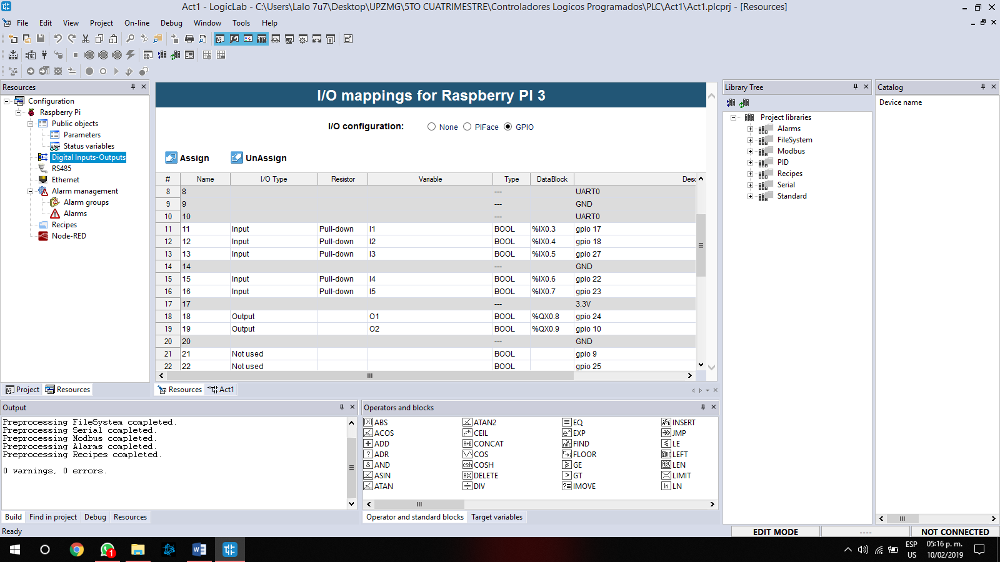 Act1 - LogicLab - C:\Users\Lalo 7u7\Desktop\UPZMG\5TO CUATRIMESTRE\Controladores Logicos Programados\PLC\Act1\Act1.plcprj - [Resources]
File Edit View Project On-line Debug Window Tools Help
Resources
Configuration
Raspberry Pi
Public objects
Parameters
Status variables
Digital Inputs-Outputs
RS485
Ethernet
Alarm management
Alarm groups
Alarms
Recipes
Node-RED
Project Resources
I/O mappings for Raspberry PI 3
I/O configuration: None PIFace GPIO
Assign UnAssign
# Name I/O Type Resistor Variable Type DataBlock Desc
8 8 --- UART0
9 9 --- GND
10 10 --- UART0
11 11 Input Pull-down I1 BOOL %IX0.3 gpio 17
12 12 Input Pull-down I2 BOOL %IX0.4 gpio 18
13 13 Input Pull-down I3 BOOL %IX0.5 gpio 27
14 14 --- GND
15 15 Input Pull-down I4 BOOL %IX0.6 gpio 22
16 16 Input Pull-down I5 BOOL %IX0.7 gpio 23
17 17 --- 3.3V
18 18 Output O1 BOOL %QX0.8 gpio 24
19 19 Output O2 BOOL %QX0.9 gpio 10
20 20 --- GND
21 21 Not used BOOL gpio 9
22 22 Not used BOOL gpio 25
Resources Act1
Library Tree
Project libraries
Alarms
FileSystem
Modbus
PID
Recipes
Serial
Standard
Catalog
Device name
Output
Preprocessing FileSystem completed.
Preprocessing Serial completed.
Preprocessing Modbus completed.
Preprocessing Alarms completed.
Preprocessing Recipes completed.
0 warnings, 0 errors.
Build Find in project Debug Resources
Operators and blocks
ABS ATAN2 EQ INSERT
ACOS CEIL EXP JMP
ADD CONCAT FIND LE
ADR COS FLOOR LEFT
AND COSH GE LEN
ASIN DELETE GT LIMIT
ATAN DIV IMOVE LN
Operator and standard blocks Target variables
Ready EDIT MODE ---- NOT CONNECTED
1
ESP
US
05:16 p. m.
10/02/2019